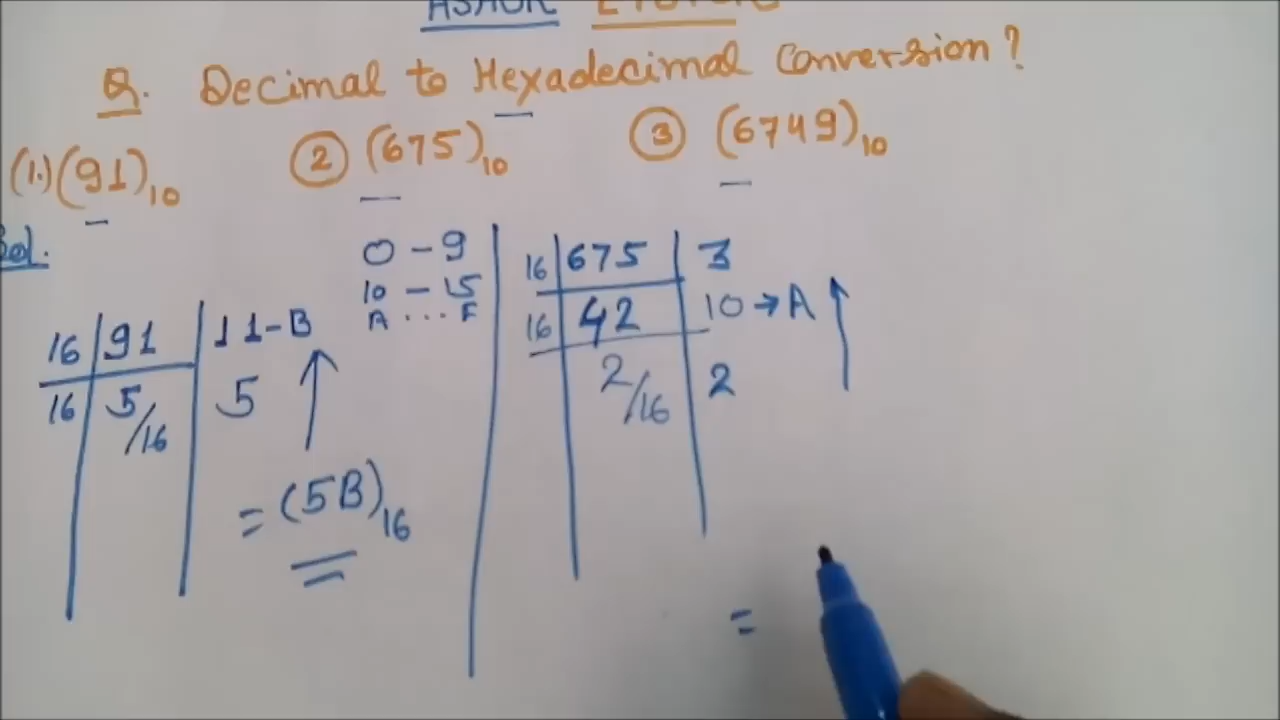 Q. Decimal to Hexadecimal Conversion?
(1.) (91)10 2 (675)10 3 (6749)10
Sol.
0 - 9
10 - 15
A ... F
16 91 11-B
16 5/16 5
= (5B)16
16 675 3
16 42 10→A
2/16 2
=